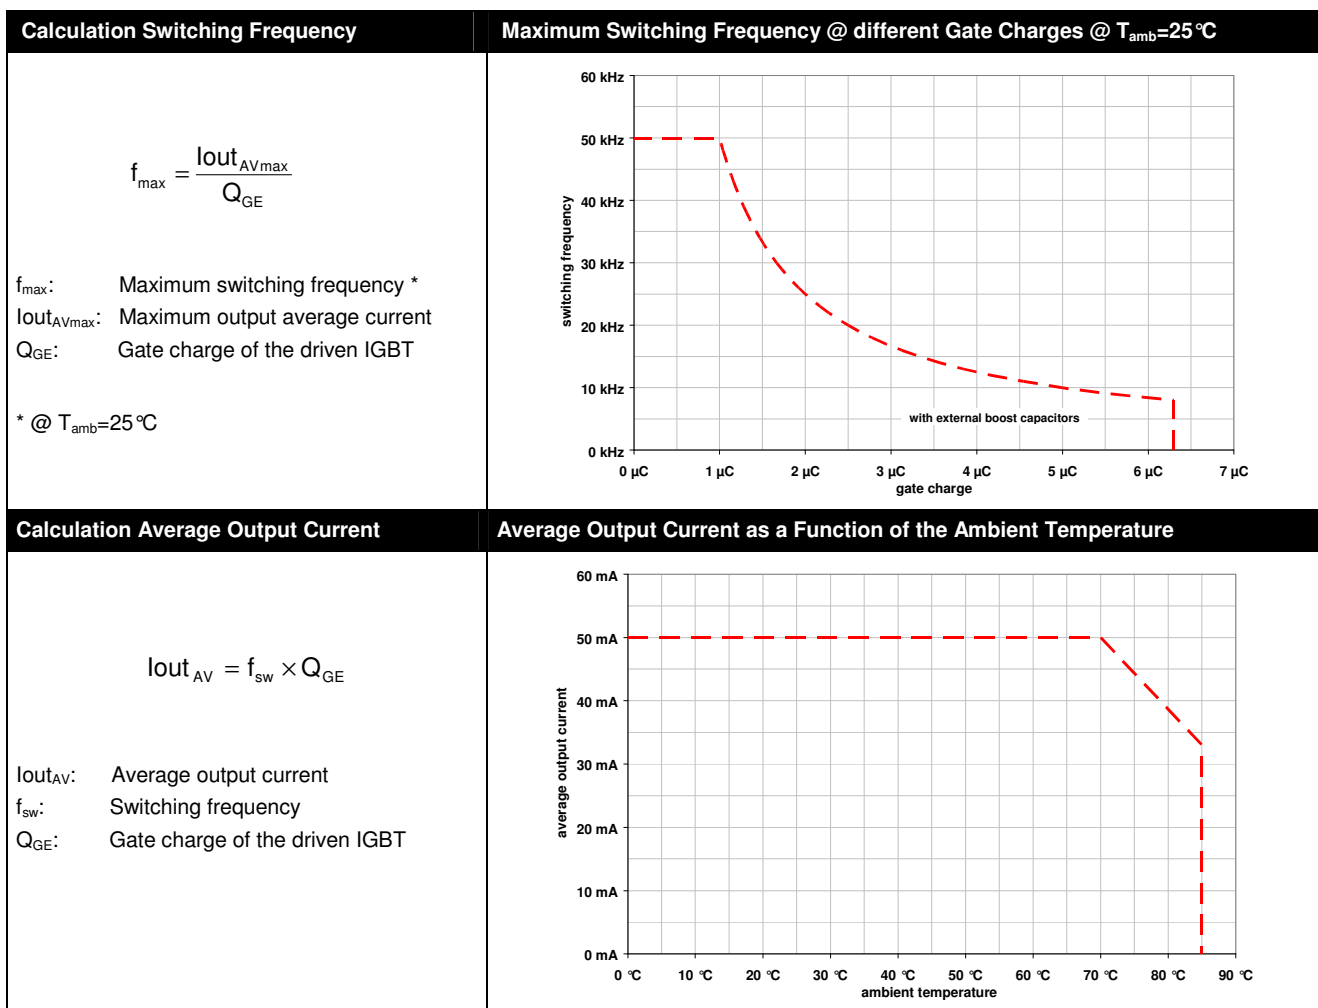 Calculation Switching Frequency
Maximum Switching Frequency @ different Gate Charges @ Tamb=25°C
fmax = IoutAVmax / QGE
fmax: Maximum switching frequency *
IoutAVmax: Maximum output average current
QGE: Gate charge of the driven IGBT
* @ Tamb=25°C
60 kHz
50 kHz
40 kHz
30 kHz
20 kHz
10 kHz
0 kHz
switching frequency
with external boost capacitors
0 µC 1 µC 2 µC 3 µC 4 µC 5 µC 6 µC 7 µC
gate charge
Calculation Average Output Current
Average Output Current as a Function of the Ambient Temperature
IoutAV = fsw × QGE
IoutAV: Average output current
fsw: Switching frequency
QGE: Gate charge of the driven IGBT
60 mA
50 mA
40 mA
30 mA
20 mA
10 mA
0 mA
average output current
0 °C 10 °C 20 °C 30 °C 40 °C 50 °C 60 °C 70 °C 80 °C 90 °C
ambient temperature